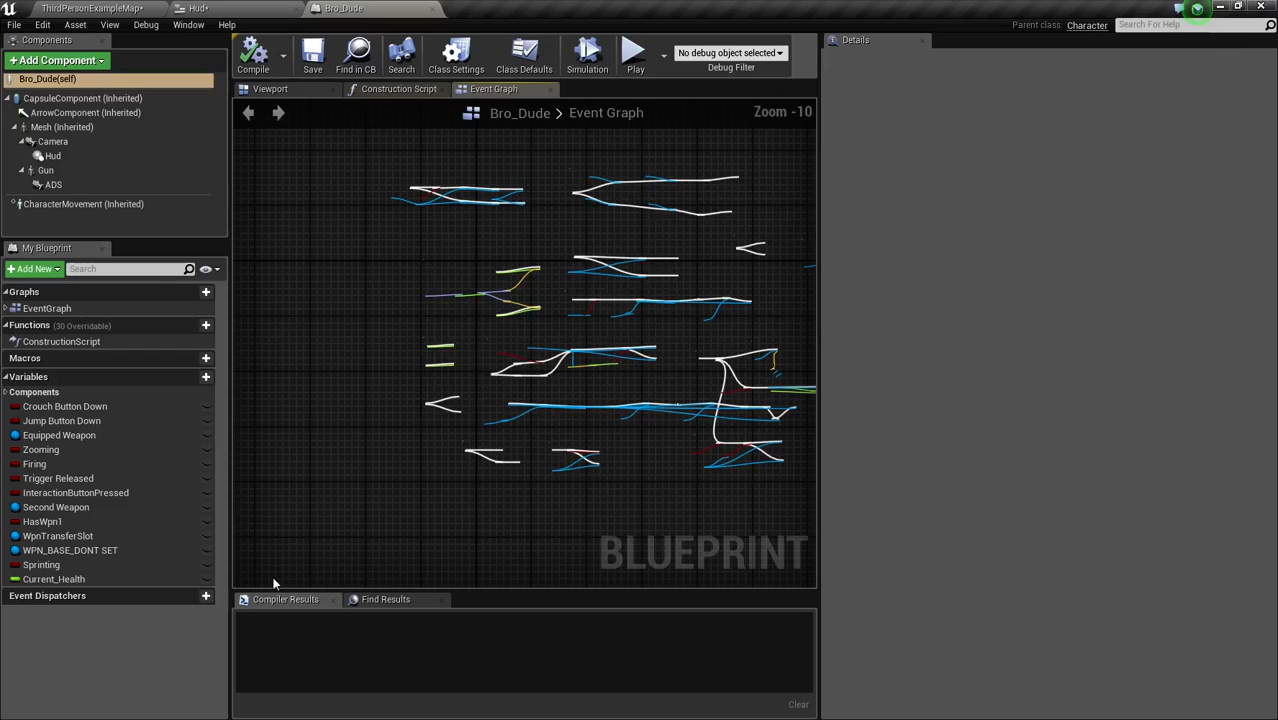 ThirdPersonExampleMap*
Hud*
Bro_Dude
File
Edit
Asset
View
Debug
Window
Help
Parent class: Character
Search For Help
Components
+Add Component
Bro_Dude(self)
CapsuleComponent (Inherited)
ArrowComponent (Inherited)
Mesh (Inherited)
Camera
Hud
Gun
ADS
CharacterMovement (Inherited)
Compile
Save
Find in CB
Search
Class Settings
Class Defaults
Simulation
Play
No debug object selected
Debug Filter
Details
Viewport
Construction Script
Event Graph
Bro_Dude > Event Graph
Zoom -10
My Blueprint
+Add New
Search
Graphs
EventGraph
Functions (30 Overridable)
ConstructionScript
Macros
Variables
Components
Crouch Button Down
Jump Button Down
Equipped Weapon
Zooming
Firing
Trigger Released
InteractionButtonPressed
Second Weapon
HasWpn1
WpnTransferSlot
WPN_BASE_DONT SET
Sprinting
Current_Health
Event Dispatchers
BLUEPRINT
Compiler Results
Find Results
Clear